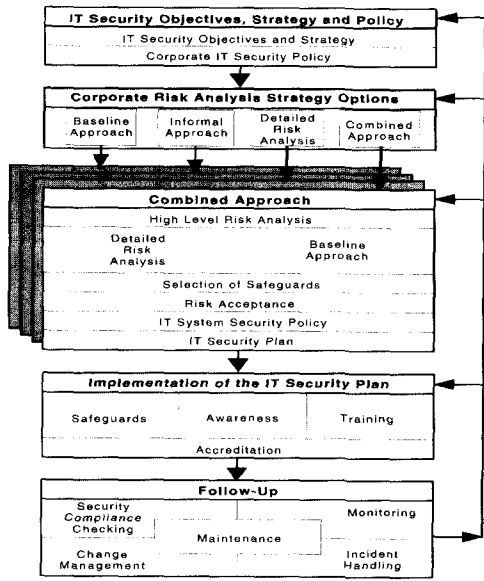 IT Security Objectives, Strategy and Policy
IT Security Objectives and Strategy
Corporate IT Security Policy
Corporate Risk Analysis Strategy Options
Baseline
Approach
Informal
Approach
Detailed
Risk
Analysis
Combined
Approach
Combined Approach
High Level Risk Analysis
Detailed
Risk
Analysis
Baseline
Approach
Selection of Safeguards
Risk Acceptance
IT System Security Policy
IT Security Plan
Implementation of the IT Security Plan
Safeguards
Awareness
Training
Accreditation
Follow-Up
Security
Compliance
Checking
Monitoring
Maintenance
Change
Management
Incident
Handling